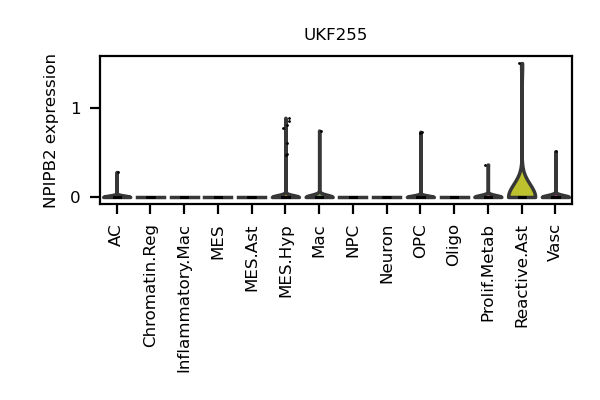 UKF255
NPIPB2 expression
1
0
AC
Chromatin.Reg
Inflammatory.Mac
MES
MES.Ast
MES.Hyp
Mac
NPC
Neuron
OPC
Oligo
Prolif.Metab
Reactive.Ast
Vasc